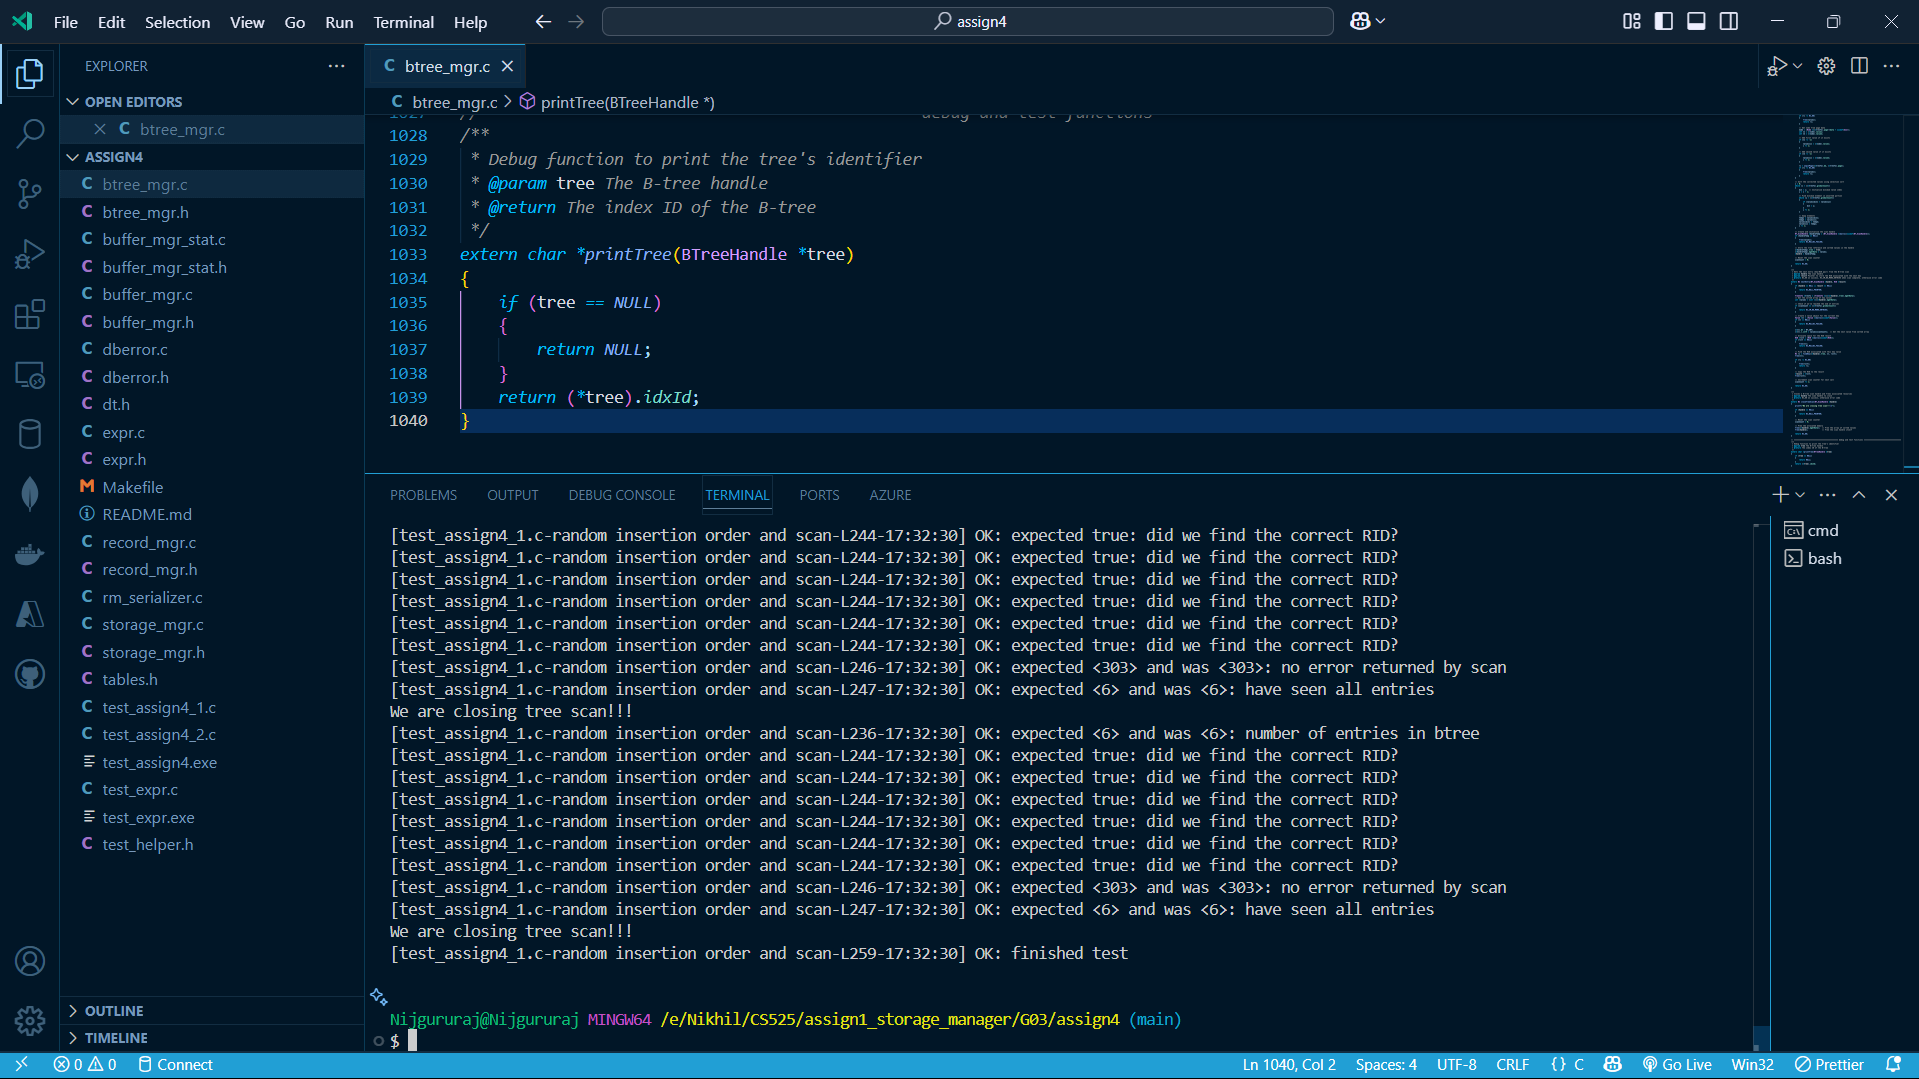 File Edit Selection View Go Run Terminal Help
assign4
EXPLORER
OPEN EDITORS
btree_mgr.c
ASSIGN4
btree_mgr.c
btree_mgr.h
buffer_mgr_stat.c
buffer_mgr_stat.h
buffer_mgr.c
buffer_mgr.h
dberror.c
dberror.h
dt.h
expr.c
expr.h
Makefile
README.md
record_mgr.c
record_mgr.h
rm_serializer.c
storage_mgr.c
storage_mgr.h
tables.h
test_assign4_1.c
test_assign4_2.c
test_assign4.exe
test_expr.c
test_expr.exe
test_helper.h
OUTLINE
TIMELINE
C btree_mgr.c
C btree_mgr.c > printTree(BTreeHandle *)
1027 // debug and test functions
1028 /**
1029 * Debug function to print the tree's identifier
1030 * @param tree The B-tree handle
1031 * @return The index ID of the B-tree
1032 */
1033 extern char *printTree(BTreeHandle *tree)
1034 {
1035 if (tree == NULL)
1036 {
1037 return NULL;
1038 }
1039 return (*tree).idxId;
1040 }
PROBLEMS OUTPUT DEBUG CONSOLE TERMINAL PORTS AZURE
[test_assign4_1.c-random insertion order and scan-L244-17:32:30] OK: expected true: did we find the correct RID?
[test_assign4_1.c-random insertion order and scan-L244-17:32:30] OK: expected true: did we find the correct RID?
[test_assign4_1.c-random insertion order and scan-L244-17:32:30] OK: expected true: did we find the correct RID?
[test_assign4_1.c-random insertion order and scan-L244-17:32:30] OK: expected true: did we find the correct RID?
[test_assign4_1.c-random insertion order and scan-L244-17:32:30] OK: expected true: did we find the correct RID?
[test_assign4_1.c-random insertion order and scan-L244-17:32:30] OK: expected true: did we find the correct RID?
[test_assign4_1.c-random insertion order and scan-L246-17:32:30] OK: expected <303> and was <303>: no error returned by scan
[test_assign4_1.c-random insertion order and scan-L247-17:32:30] OK: expected <6> and was <6>: have seen all entries
We are closing tree scan!!!
[test_assign4_1.c-random insertion order and scan-L236-17:32:30] OK: expected <6> and was <6>: number of entries in btree
[test_assign4_1.c-random insertion order and scan-L244-17:32:30] OK: expected true: did we find the correct RID?
[test_assign4_1.c-random insertion order and scan-L244-17:32:30] OK: expected true: did we find the correct RID?
[test_assign4_1.c-random insertion order and scan-L244-17:32:30] OK: expected true: did we find the correct RID?
[test_assign4_1.c-random insertion order and scan-L244-17:32:30] OK: expected true: did we find the correct RID?
[test_assign4_1.c-random insertion order and scan-L244-17:32:30] OK: expected true: did we find the correct RID?
[test_assign4_1.c-random insertion order and scan-L244-17:32:30] OK: expected true: did we find the correct RID?
[test_assign4_1.c-random insertion order and scan-L246-17:32:30] OK: expected <303> and was <303>: no error returned by scan
[test_assign4_1.c-random insertion order and scan-L247-17:32:30] OK: expected <6> and was <6>: have seen all entries
We are closing tree scan!!!
[test_assign4_1.c-random insertion order and scan-L259-17:32:30] OK: finished test
Nijgururaj@Nijgururaj MINGW64 /e/Nikhil/CS525/assign1_storage_manager/G03/assign4 (main)
$
cmd
bash
0 0 Connect
Ln 1040, Col 2 Spaces: 4 UTF-8 CRLF {} C Go Live Win32 Prettier